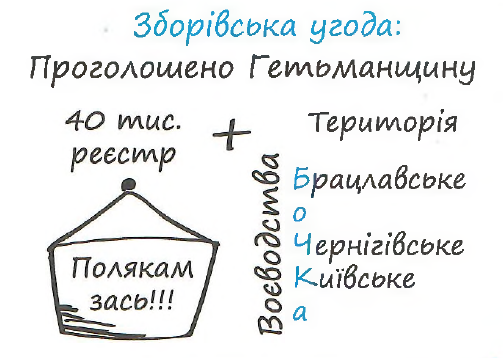 Зборівська угода:
Проголошено Гетьманщину
40 тис.
реєстр
+
Територія
Полякам
зась!!!
Воєводства
Брацлавське
о
Чернігівське
Київське
а